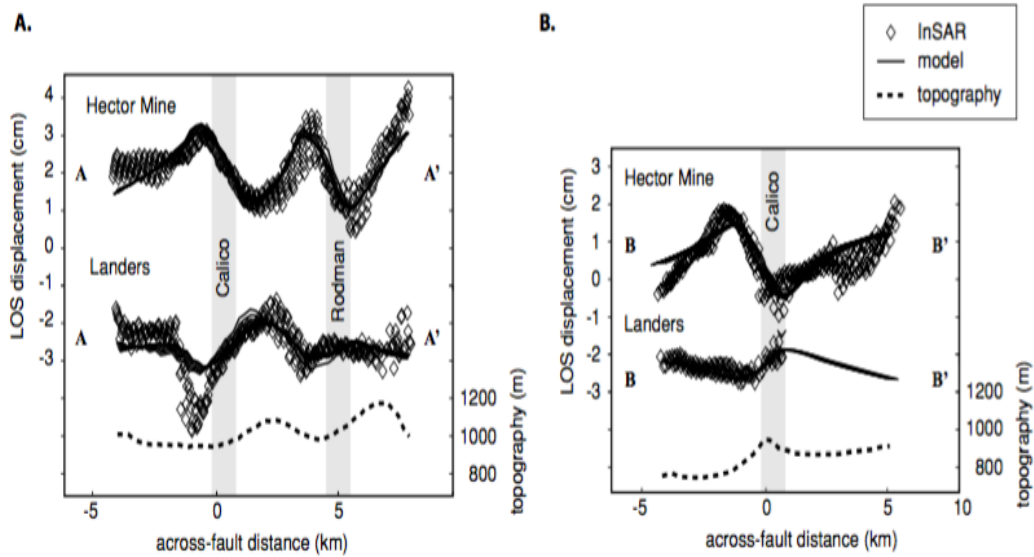 A.
B.
InSAR
model
topography
LOS displacement (cm)
4
3
2
1
0
-1
-2
-3
Hector Mine
A
A'
Landers
A
A'
Calico
Rodman
1200
1000
800
topography (m)
-5
0
5
across-fault distance (km)
LOS displacement (cm)
3
2
1
0
-1
-2
-3
Hector Mine
B
B'
Landers
B
B'
Calico
1200
1000
800
topography (m)
-5
0
5
10
across-fault distance (km)